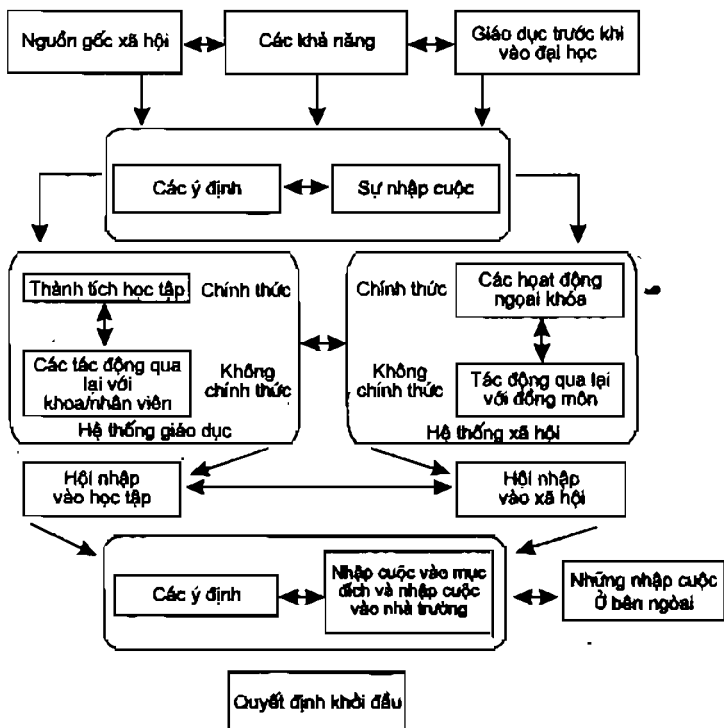 Nguồn gốc xã hội
Các khả năng
Giáo dục trước khi
vào đại học
Các ý định
Sự nhập cuộc
Thành tích học tập
Chính thức
Các tác động qua
lại với
khoa/nhân viên
Không
chính thức
Hệ thống giáo dục
Chính thức
Các họat động
ngọai khóa
Không
chính thức
Tác động qua lại
với đồng môn
Hệ thống xã hội
Hội nhập
vào học tập
Hội nhập
vào xã hội
Các ý định
Nhập cuộc vào mục
đích và nhập cuộc
vào nhà trường
Những nhập cuộc
Ở bên ngòai
Quyết định khởi đầu